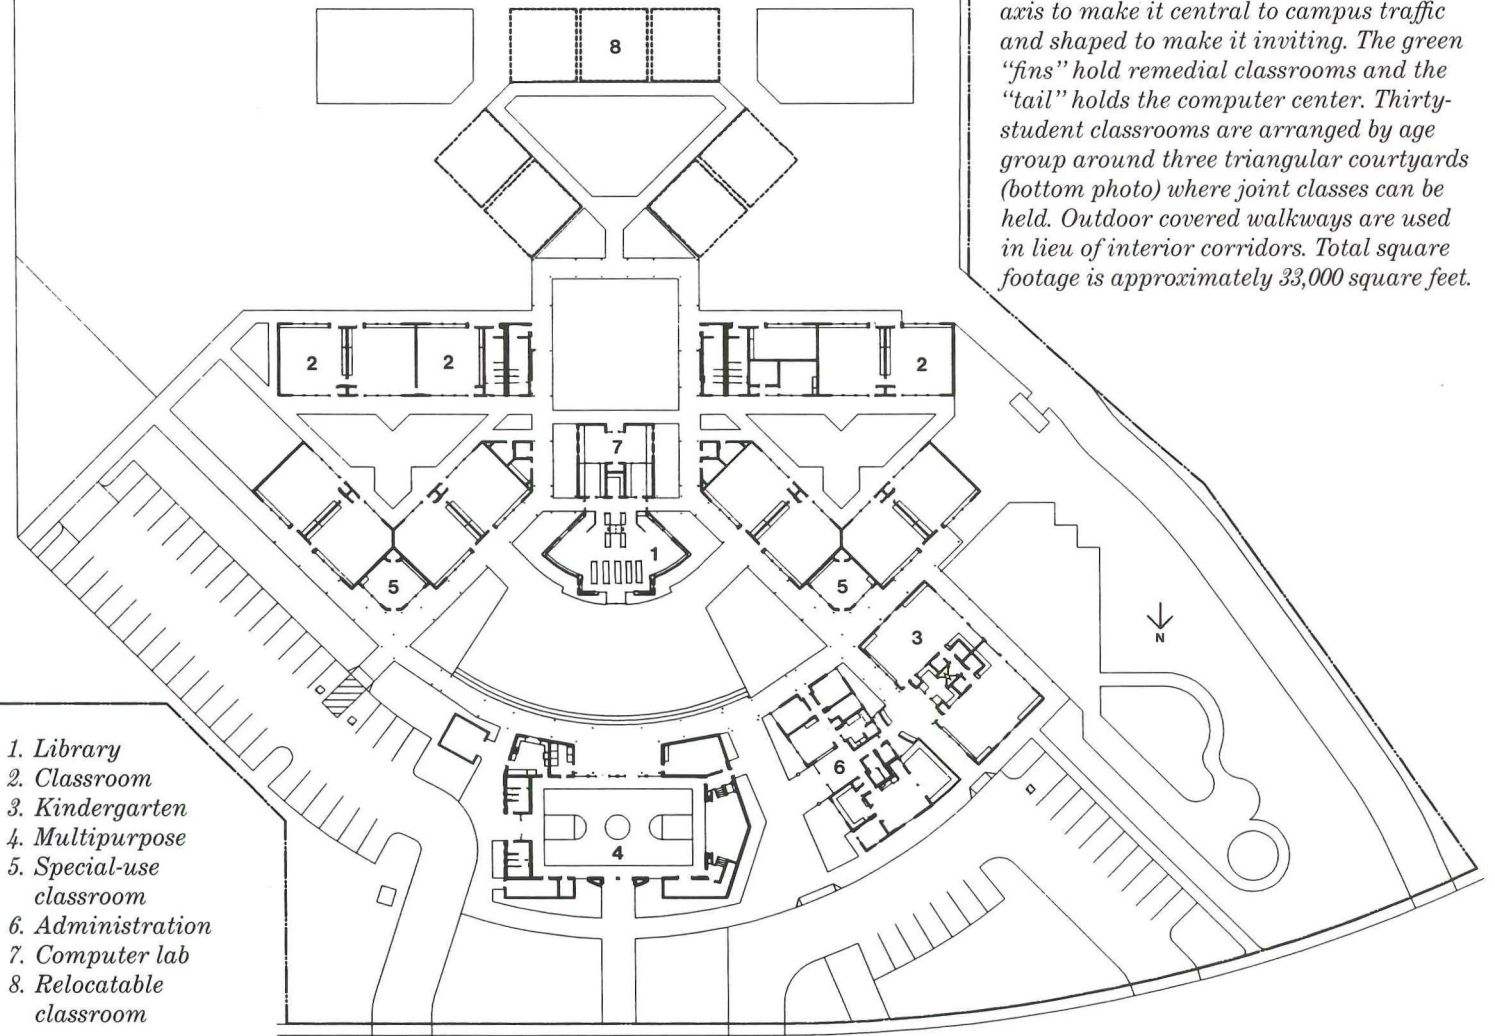 axis to make it central to campus traffic
and shaped to make it inviting. The green
“fins” hold remedial classrooms and the
“tail” holds the computer center. Thirty-
student classrooms are arranged by age
group around three triangular courtyards
(bottom photo) where joint classes can be
held. Outdoor covered walkways are used
in lieu of interior corridors. Total square
footage is approximately 33,000 square feet.
8
2
2
2
7
1
5
5
3
N
6
4
1. Library
2. Classroom
3. Kindergarten
4. Multipurpose
5. Special-use
classroom
6. Administration
7. Computer lab
8. Relocatable
classroom